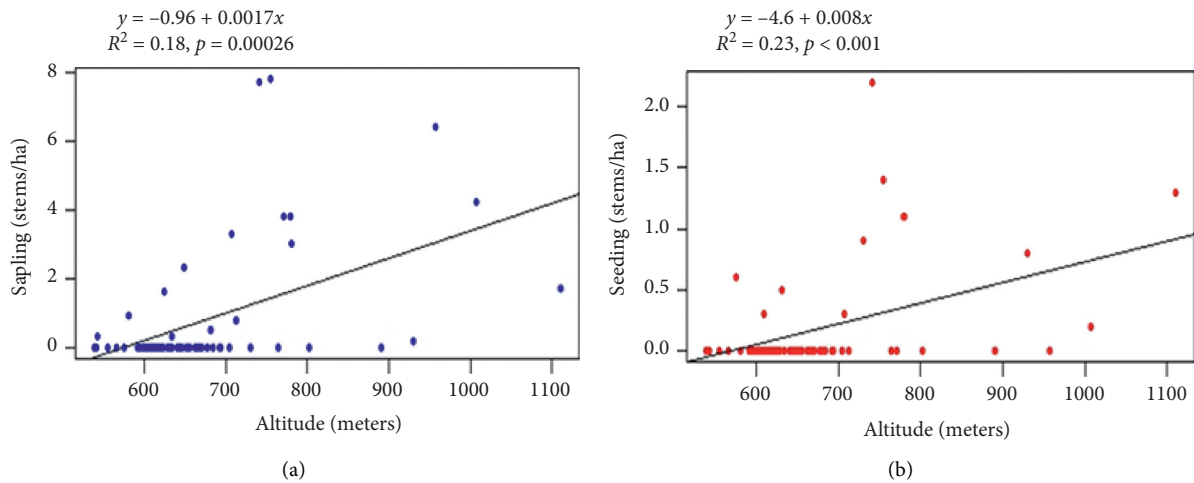 y = –0.96 + 0.0017x
R² = 0.18, p = 0.00026
8
6
4
2
0
Sapling (stems/ha)
600 700 800 900 1000 1100
Altitude (meters)
(a)
y = –4.6 + 0.008x
R² = 0.23, p < 0.001
2.0
1.5
1.0
0.5
0.0
Seeding (stems/ha)
600 700 800 900 1000 1100
Altitude (meters)
(b)